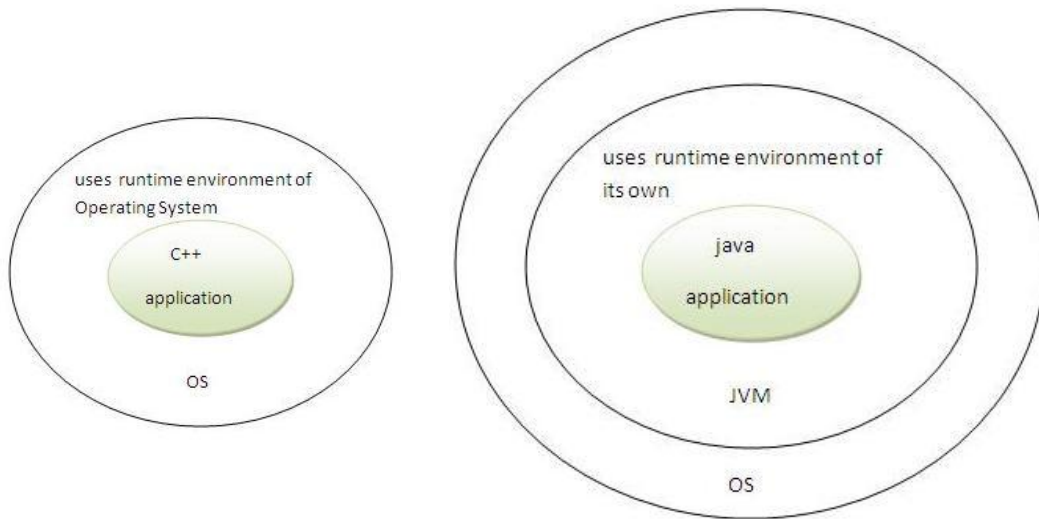 uses runtime environment of
Operating System
C++
application
OS
uses runtime environment of
its own
java
application
JVM
OS